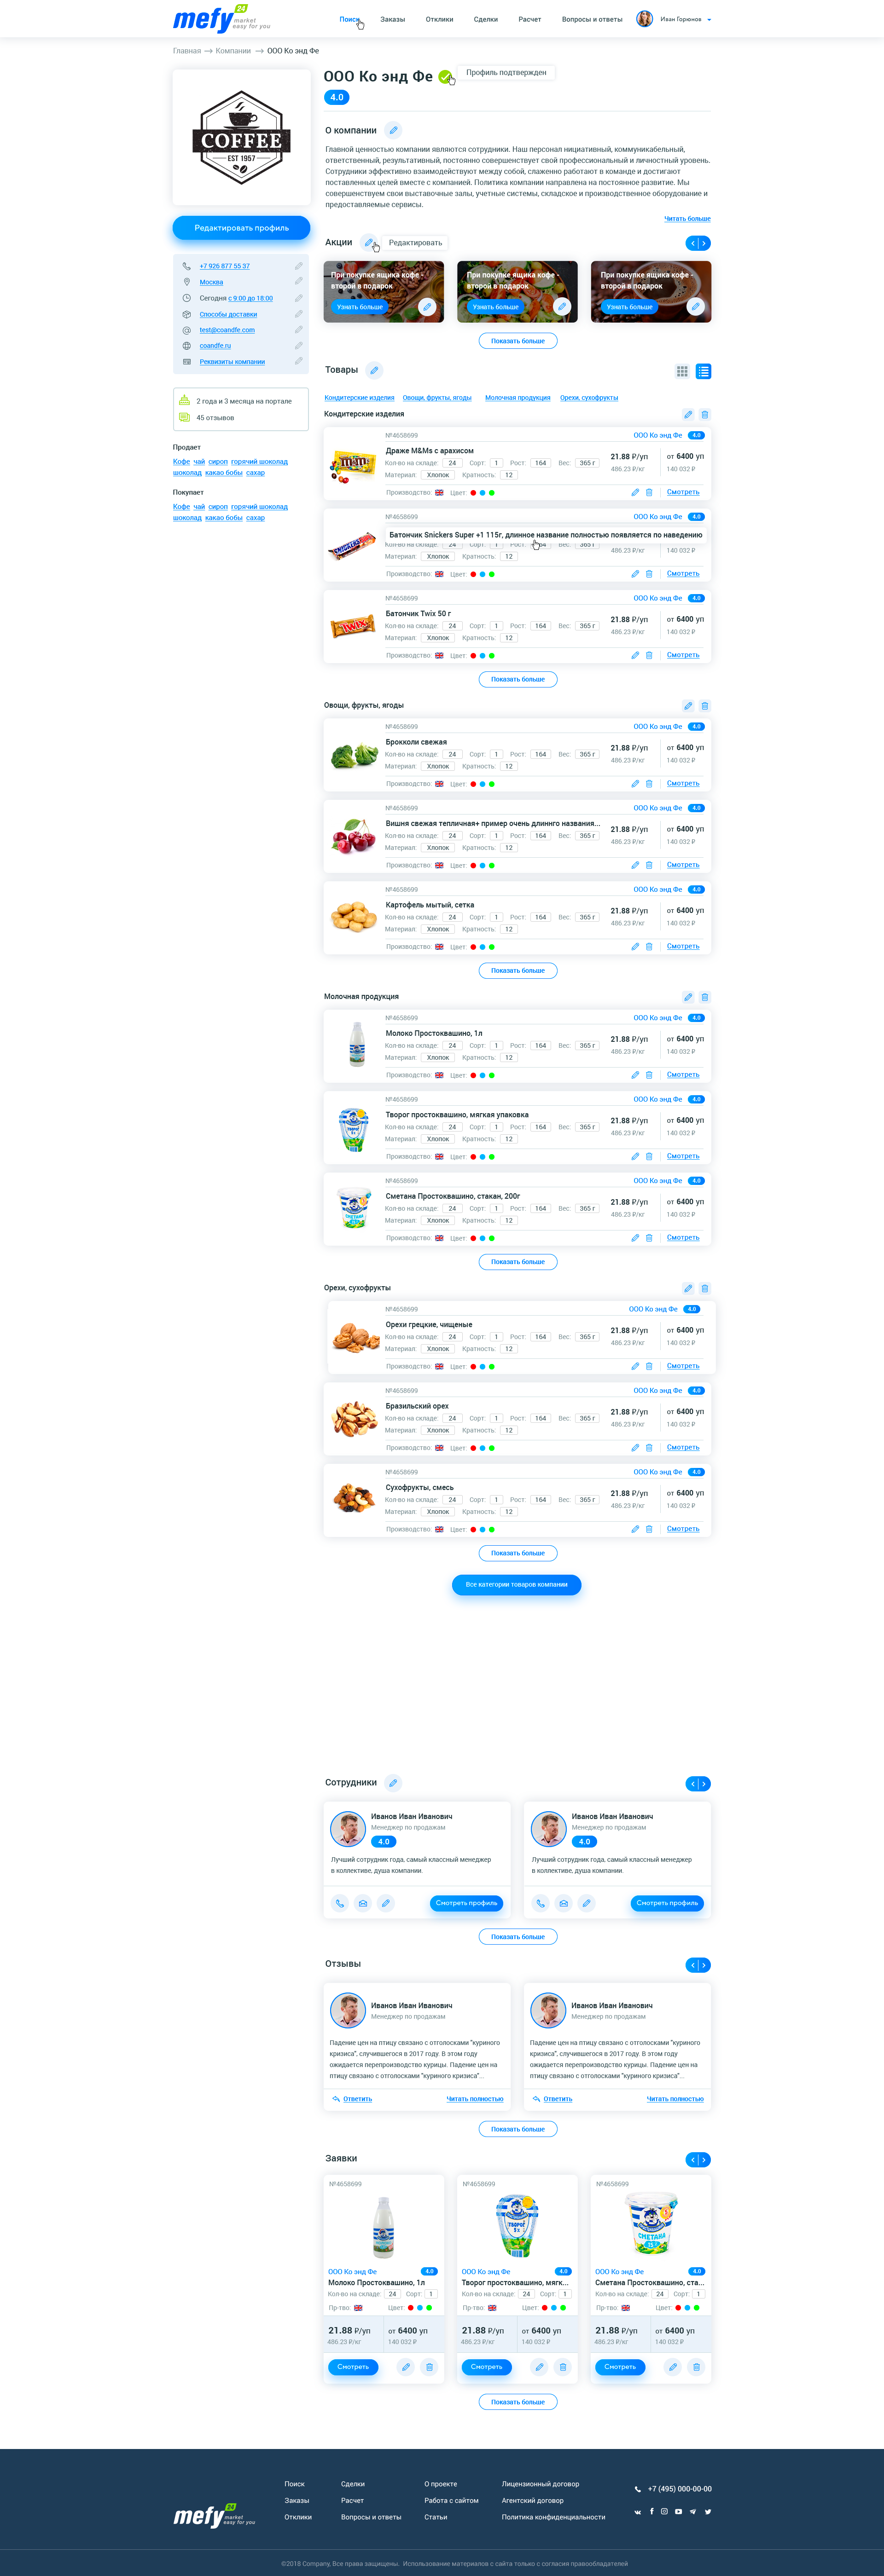 mefy 24 market easy for you
Поиск Заказы Отклики Сделки Расчет Вопросы и ответы Иван Горюнов
Главная Компании ООО Ко энд Фе
COFFEE
EST 1957
Редактировать профиль
+7 926 877 55 37
Москва
Сегодня с 9:00 до 18:00
Способы доставки
test@coandfe.com
coandfe.ru
Реквизиты компании
2 года и 3 месяца на портале
45 отзывов
Продает
Кофе чай сироп горячий шоколад
шоколад какао бобы сахар
Покупает
Кофе чай сироп горячий шоколад
шоколад какао бобы сахар
ООО Ко энд Фе Профиль подтвержден
4.0
О компании
Главной ценностью компании являются сотрудники. Наш персонал нициативный, коммуникабельный,
ответственный, результативный, постоянно совершенствует свой профессиональный и личностный уровень.
Сотрудники эффективно взаимодействуют между собой, слаженно работают в команде и достигают
поставленных целей вместе с компанией. Политика компании направлена на постоянное развитие. Мы
совершенствуем свои выставочные залы, учетные системы, складское и производственное оборудование и
предоставляемые сервисы.
Читать больше
Акции Редактировать
При покупке ящика кофе -
второй в подарок
Узнать больше
При покупке ящика кофе -
второй в подарок
Узнать больше
При покупке ящика кофе -
второй в подарок
Узнать больше
Показать больше
Товары
Кондитерские изделия Овощи, фрукты, ягоды Молочная продукция Орехи, сухофрукты
Кондитерские изделия
№4658699 ООО Ко энд Фе 4.0
Драже M&Ms с арахисом
Кол-во на складе: 24 Сорт: 1 Рост: 164 Вес: 365 г
Материал: Хлопок Кратность: 12
21.88 ₽/уп от 6400 уп
486.23 ₽/кг 140 032 ₽
Производство: Цвет: Смотреть
№4658699 ООО Ко энд Фе 4.0
Батончик Snickers Super +1 115г, длинное название полностью появляется по наведению
Кол-во на складе: 24 Сорт: 1 Рост: 164 Вес: 365 г
Материал: Хлопок Кратность: 12
486.23 ₽/кг 140 032 ₽
Производство: Цвет: Смотреть
№4658699 ООО Ко энд Фе 4.0
Батончик Twix 50 г
Кол-во на складе: 24 Сорт: 1 Рост: 164 Вес: 365 г
Материал: Хлопок Кратность: 12
21.88 ₽/уп от 6400 уп
486.23 ₽/кг 140 032 ₽
Производство: Цвет: Смотреть
Показать больше
Овощи, фрукты, ягоды
№4658699 ООО Ко энд Фе 4.0
Брокколи свежая
Кол-во на складе: 24 Сорт: 1 Рост: 164 Вес: 365 г
Материал: Хлопок Кратность: 12
21.88 ₽/уп от 6400 уп
486.23 ₽/кг 140 032 ₽
Производство: Цвет: Смотреть
№4658699 ООО Ко энд Фе 4.0
Вишня свежая тепличная+ пример очень длиннго названия...
Кол-во на складе: 24 Сорт: 1 Рост: 164 Вес: 365 г
Материал: Хлопок Кратность: 12
21.88 ₽/уп от 6400 уп
486.23 ₽/кг 140 032 ₽
Производство: Цвет: Смотреть
№4658699 ООО Ко энд Фе 4.0
Картофель мытый, сетка
Кол-во на складе: 24 Сорт: 1 Рост: 164 Вес: 365 г
Материал: Хлопок Кратность: 12
21.88 ₽/уп от 6400 уп
486.23 ₽/кг 140 032 ₽
Производство: Цвет: Смотреть
Показать больше
Молочная продукция
№4658699 ООО Ко энд Фе 4.0
Молоко Простоквашино, 1л
Кол-во на складе: 24 Сорт: 1 Рост: 164 Вес: 365 г
Материал: Хлопок Кратность: 12
21.88 ₽/уп от 6400 уп
486.23 ₽/кг 140 032 ₽
Производство: Цвет: Смотреть
№4658699 ООО Ко энд Фе 4.0
Творог простоквашино, мягкая упаковка
Кол-во на складе: 24 Сорт: 1 Рост: 164 Вес: 365 г
Материал: Хлопок Кратность: 12
21.88 ₽/уп от 6400 уп
486.23 ₽/кг 140 032 ₽
Производство: Цвет: Смотреть
№4658699 ООО Ко энд Фе 4.0
Сметана Простоквашино, стакан, 200г
Кол-во на складе: 24 Сорт: 1 Рост: 164 Вес: 365 г
Материал: Хлопок Кратность: 12
21.88 ₽/уп от 6400 уп
486.23 ₽/кг 140 032 ₽
Производство: Цвет: Смотреть
Показать больше
Орехи, сухофрукты
№4658699 ООО Ко энд Фе 4.0
Орехи грецкие, чищеные
Кол-во на складе: 24 Сорт: 1 Рост: 164 Вес: 365 г
Материал: Хлопок Кратность: 12
21.88 ₽/уп от 6400 уп
486.23 ₽/кг 140 032 ₽
Производство: Цвет: Смотреть
№4658699 ООО Ко энд Фе 4.0
Бразильский орех
Кол-во на складе: 24 Сорт: 1 Рост: 164 Вес: 365 г
Материал: Хлопок Кратность: 12
21.88 ₽/уп от 6400 уп
486.23 ₽/кг 140 032 ₽
Производство: Цвет: Смотреть
№4658699 ООО Ко энд Фе 4.0
Сухофрукты, смесь
Кол-во на складе: 24 Сорт: 1 Рост: 164 Вес: 365 г
Материал: Хлопок Кратность: 12
21.88 ₽/уп от 6400 уп
486.23 ₽/кг 140 032 ₽
Производство: Цвет: Смотреть
Показать больше
Все категории товаров компании
Сотрудники
Иванов Иван Иванович
Менеджер по продажам
4.0
Лучший сотрудник года, самый классный менеджер
в коллективе, душа компании.
Смотреть профиль
Иванов Иван Иванович
Менеджер по продажам
4.0
Лучший сотрудник года, самый классный менеджер
в коллективе, душа компании.
Смотреть профиль
Показать больше
Отзывы
Иванов Иван Иванович
Менеджер по продажам
Падение цен на птицу связано с отголосками "куриного
кризиса", случившегося в 2017 году. В этом году
ожидается перепроизводство курицы. Падение цен на
птицу связано с отголосками "куриного кризиса"...
Ответить Читать полностью
Иванов Иван Иванович
Менеджер по продажам
Падение цен на птицу связано с отголосками "куриного
кризиса", случившегося в 2017 году. В этом году
ожидается перепроизводство курицы. Падение цен на
птицу связано с отголосками "куриного кризиса"...
Ответить Читать полностью
Показать больше
Заявки
№4658699
ООО Ко энд Фе 4.0
Молоко Простоквашино, 1л
Кол-во на складе: 24 Сорт: 1
Пр-тво: Цвет:
21.88 ₽/уп от 6400 уп
486.23 ₽/кг 140 032 ₽
Смотреть
№4658699
ТВОРОГ
ООО Ко энд Фе 4.0
Творог простоквашино, мягк...
Кол-во на складе: 24 Сорт: 1
Пр-тво: Цвет:
21.88 ₽/уп от 6400 уп
486.23 ₽/кг 140 032 ₽
Смотреть
№4658699
СМЕТАНА
ООО Ко энд Фе 4.0
Сметана Простоквашино, ста...
Кол-во на складе: 24 Сорт: 1
Пр-тво: Цвет:
21.88 ₽/уп от 6400 уп
486.23 ₽/кг 140 032 ₽
Смотреть
Показать больше
mefy 24 market easy for you
Поиск Сделки О проекте Лицензионный договор
Заказы Расчет Работа с сайтом Агентский договор
Отклики Вопросы и ответы Статьи Политика конфиденциальности
+7 (495) 000-00-00
©2018 Company, Все права защищены. Использование материалов с сайта только с согласия правообладателей